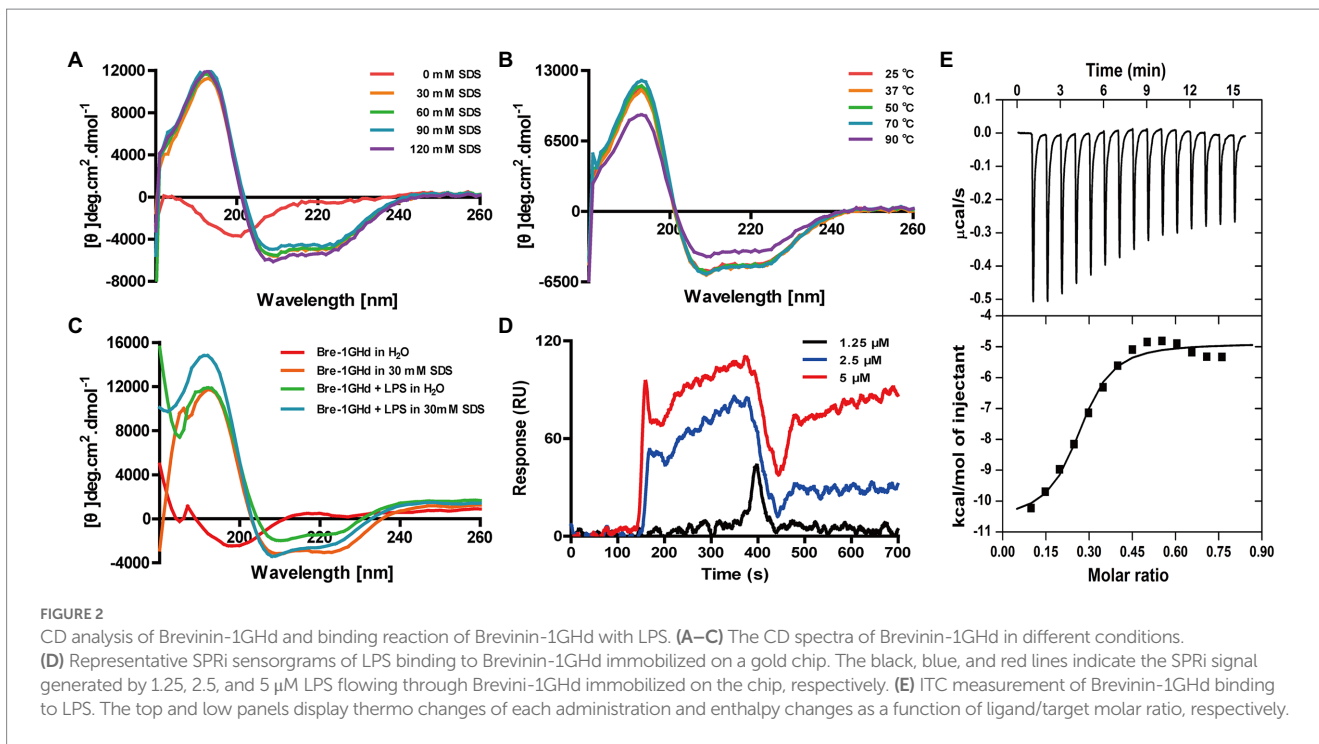 A
12000
8000
4000
0
-4000
-8000
[θ ]deg.cm².dmol⁻¹
200
220
240
260
Wavelength [nm]
0 mM SDS
30 mM SDS
60 mM SDS
90 mM SDS
120 mM SDS
B
13000
6500
0
-6500
[θ ]deg.cm².dmol⁻¹
200
220
240
260
Wavelength [nm]
25 °C
37 °C
50 °C
70 °C
90 °C
C
16000
12000
8000
4000
0
-4000
[θ ]deg.cm².dmol⁻¹
200
220
240
260
Wavelength [nm]
Bre-1GHd in H₂O
Bre-1GHd in 30 mM SDS
Bre-1GHd + LPS in H₂O
Bre-1GHd + LPS in 30mM SDS
D
120
60
0
Response (RU)
0 100 200 300 400 500 600 700
Time (s)
1.25 μM
2.5 μM
5 μM
E
Time (min)
0 3 6 9 12 15
0.1
0.0
-0.1
-0.2
-0.3
-0.4
-0.5
μcal/s
-4
-5
-6
-7
-8
-9
-10
-11
kcal/mol of injectant
0.00 0.15 0.30 0.45 0.60 0.75 0.90
Molar ratio
FIGURE 2
CD analysis of Brevinin-1GHd and binding reaction of Brevinin-1GHd with LPS. (A–C) The CD spectra of Brevinin-1GHd in different conditions.
(D) Representative SPRi sensorgrams of LPS binding to Brevinin-1GHd immobilized on a gold chip. The black, blue, and red lines indicate the SPRi signal
generated by 1.25, 2.5, and 5 μM LPS flowing through Brevini-1GHd immobilized on the chip, respectively. (E) ITC measurement of Brevinin-1GHd binding
to LPS. The top and low panels display thermo changes of each administration and enthalpy changes as a function of ligand/target molar ratio, respectively.